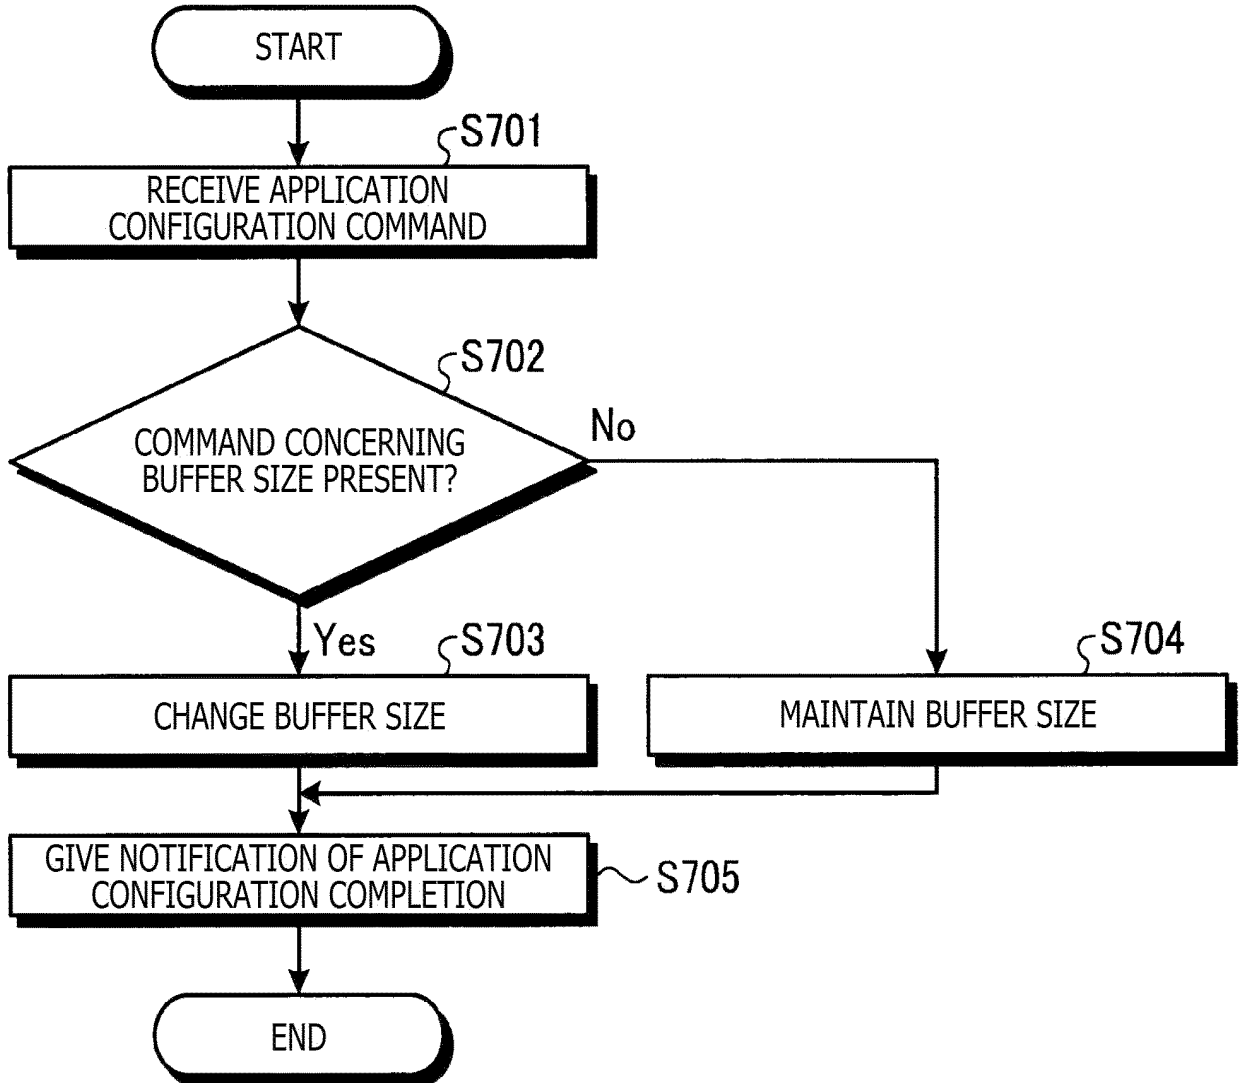 START
S701
RECEIVE APPLICATION
CONFIGURATION COMMAND
S702
COMMAND CONCERNING
BUFFER SIZE PRESENT?
No
Yes
S703
CHANGE BUFFER SIZE
S704
MAINTAIN BUFFER SIZE
GIVE NOTIFICATION OF APPLICATION
CONFIGURATION COMPLETION
S705
END